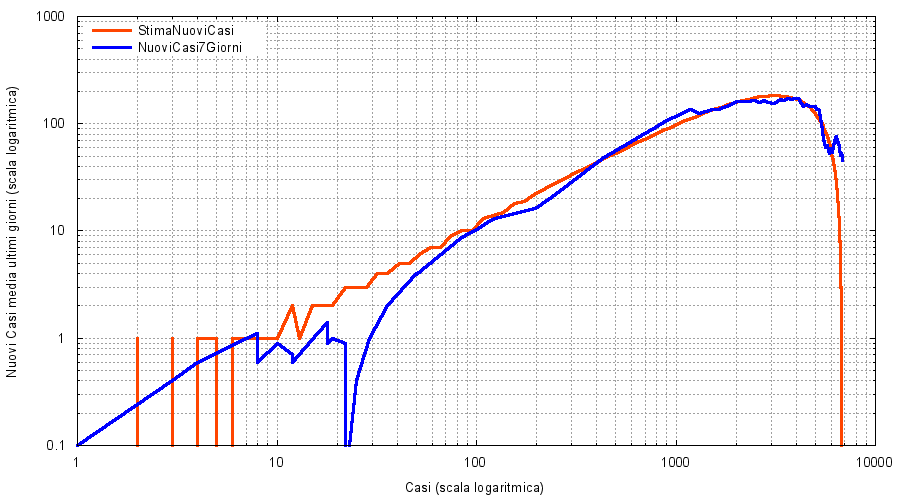 1000
StimaNuoviCasi
NuoviCasi7Giorni
100
10
1
0.1
Nuovi Casi media ultimi giorni (scala logaritmica)
1
10
100
1000
10000
Casi (scala logaritmica)